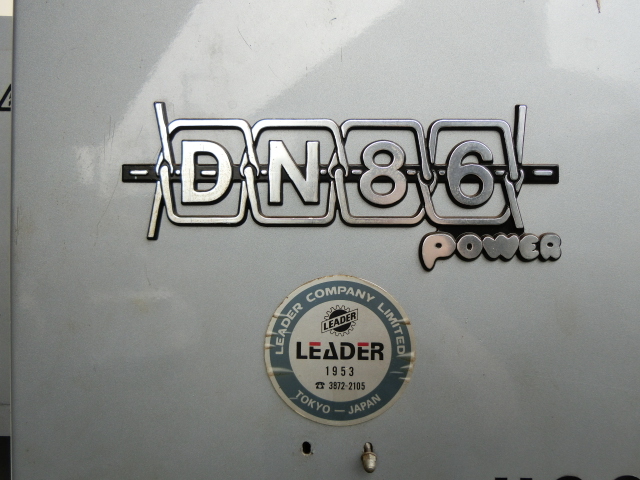 DN86
POWER
LEADER COMPANY LIMITED
LEADER
LEADER
1953
☎ 3872-2105
TOKYO — JAPAN